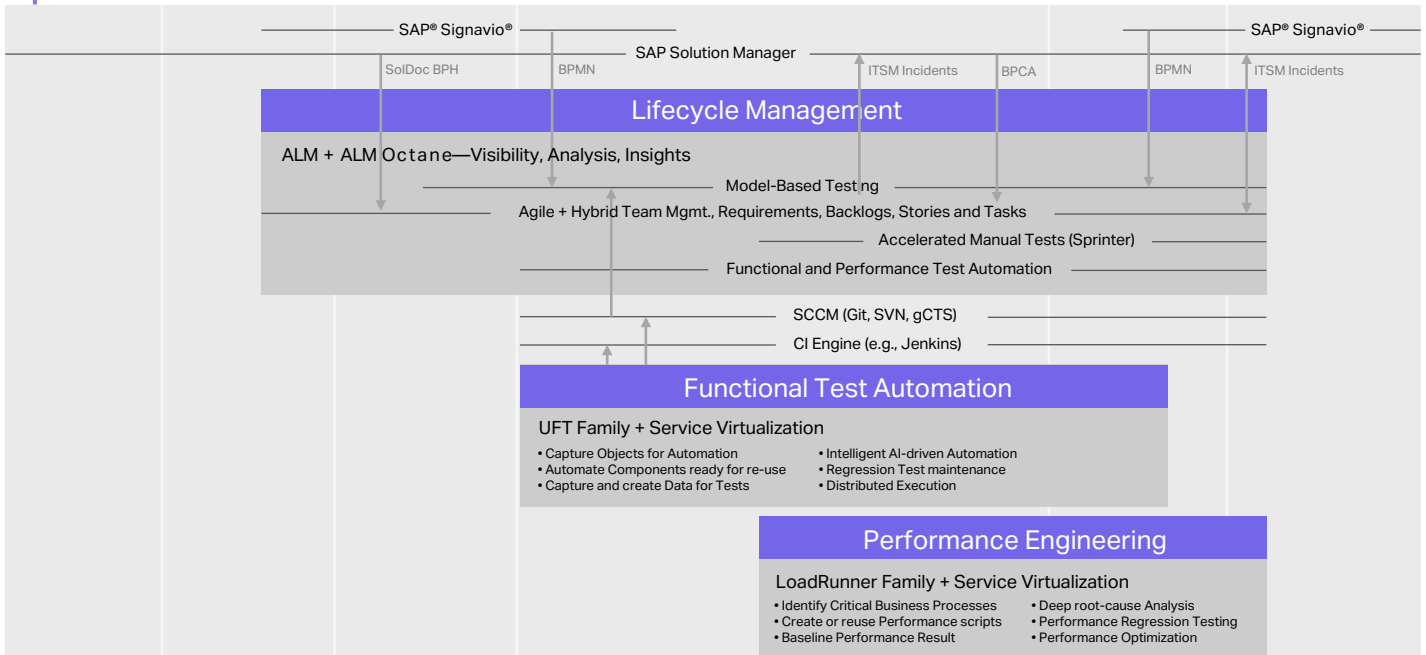 SAP® Signavio®
SAP® Signavio®
SAP Solution Manager
SolDoc BPH
BPMN
ITSM Incidents
BPCA
BPMN
ITSM Incidents
Lifecycle Management
ALM + ALM Octane—Visibility, Analysis, Insights
Model-Based Testing
Agile + Hybrid Team Mgmt., Requirements, Backlogs, Stories and Tasks
Accelerated Manual Tests (Sprinter)
Functional and Performance Test Automation
SCCM (Git, SVN, gCTS)
CI Engine (e.g., Jenkins)
Functional Test Automation
UFT Family + Service Virtualization
• Capture Objects for Automation
• Automate Components ready for re-use
• Capture and create Data for Tests
• Intelligent AI-driven Automation
• Regression Test maintenance
• Distributed Execution
Performance Engineering
LoadRunner Family + Service Virtualization
• Identify Critical Business Processes
• Create or reuse Performance scripts
• Baseline Performance Result
• Deep root-cause Analysis
• Performance Regression Testing
• Performance Optimization